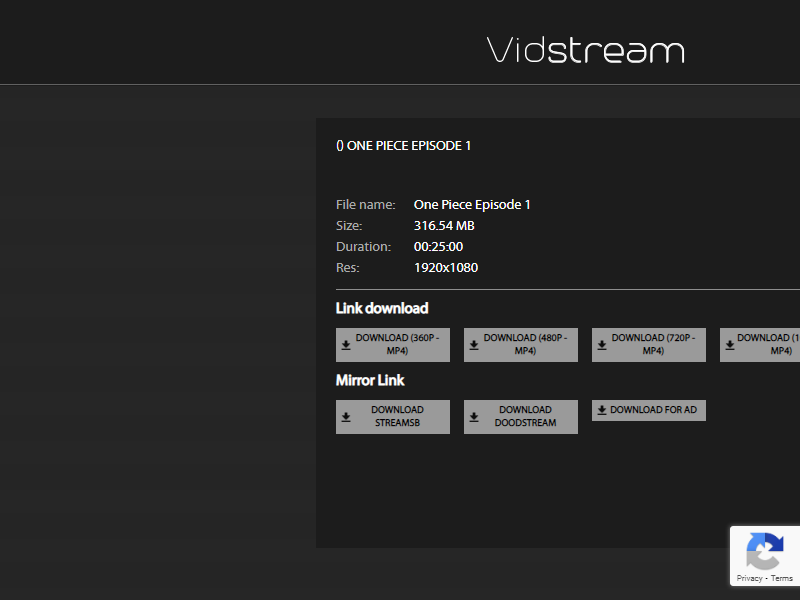 Vidstream
() ONE PIECE EPISODE 1
File name: One Piece Episode 1
Size: 316.54 MB
Duration: 00:25:00
Res: 1920x1080
Link download
DOWNLOAD (360P -
MP4)
DOWNLOAD (480P -
MP4)
DOWNLOAD (720P -
MP4)
DOWNLOAD (1
MP4)
Mirror Link
DOWNLOAD
STREAMSB
DOWNLOAD
DOODSTREAM
DOWNLOAD FOR AD
Privacy - Terms